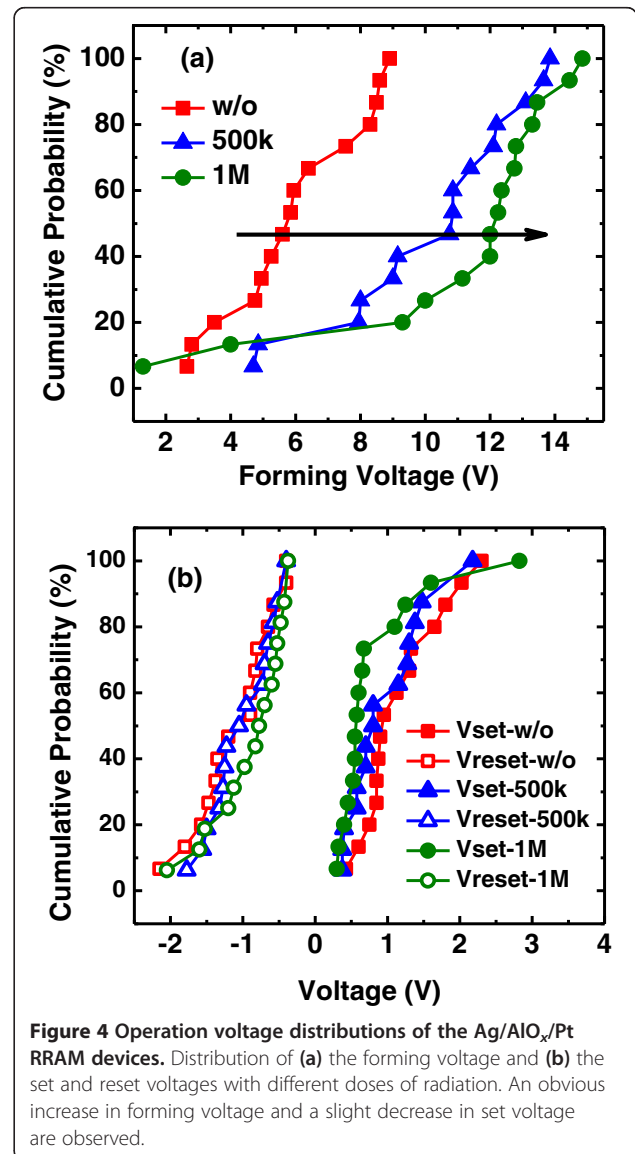 (a)
w/o
500k
1M
Cumulative Probability (%)
100
80
60
40
20
0
2 4 6 8 10 12 14
Forming Voltage (V)
(b)
Cumulative Probability (%)
100
80
60
40
20
0
Vset-w/o
Vreset-w/o
Vset-500k
Vreset-500k
Vset-1M
Vreset-1M
-2 -1 0 1 2 3 4
Voltage (V)
Figure 4 Operation voltage distributions of the Ag/AlOₓ/Pt
RRAM devices. Distribution of (a) the forming voltage and (b) the
set and reset voltages with different doses of radiation. An obvious
increase in forming voltage and a slight decrease in set voltage
are observed.